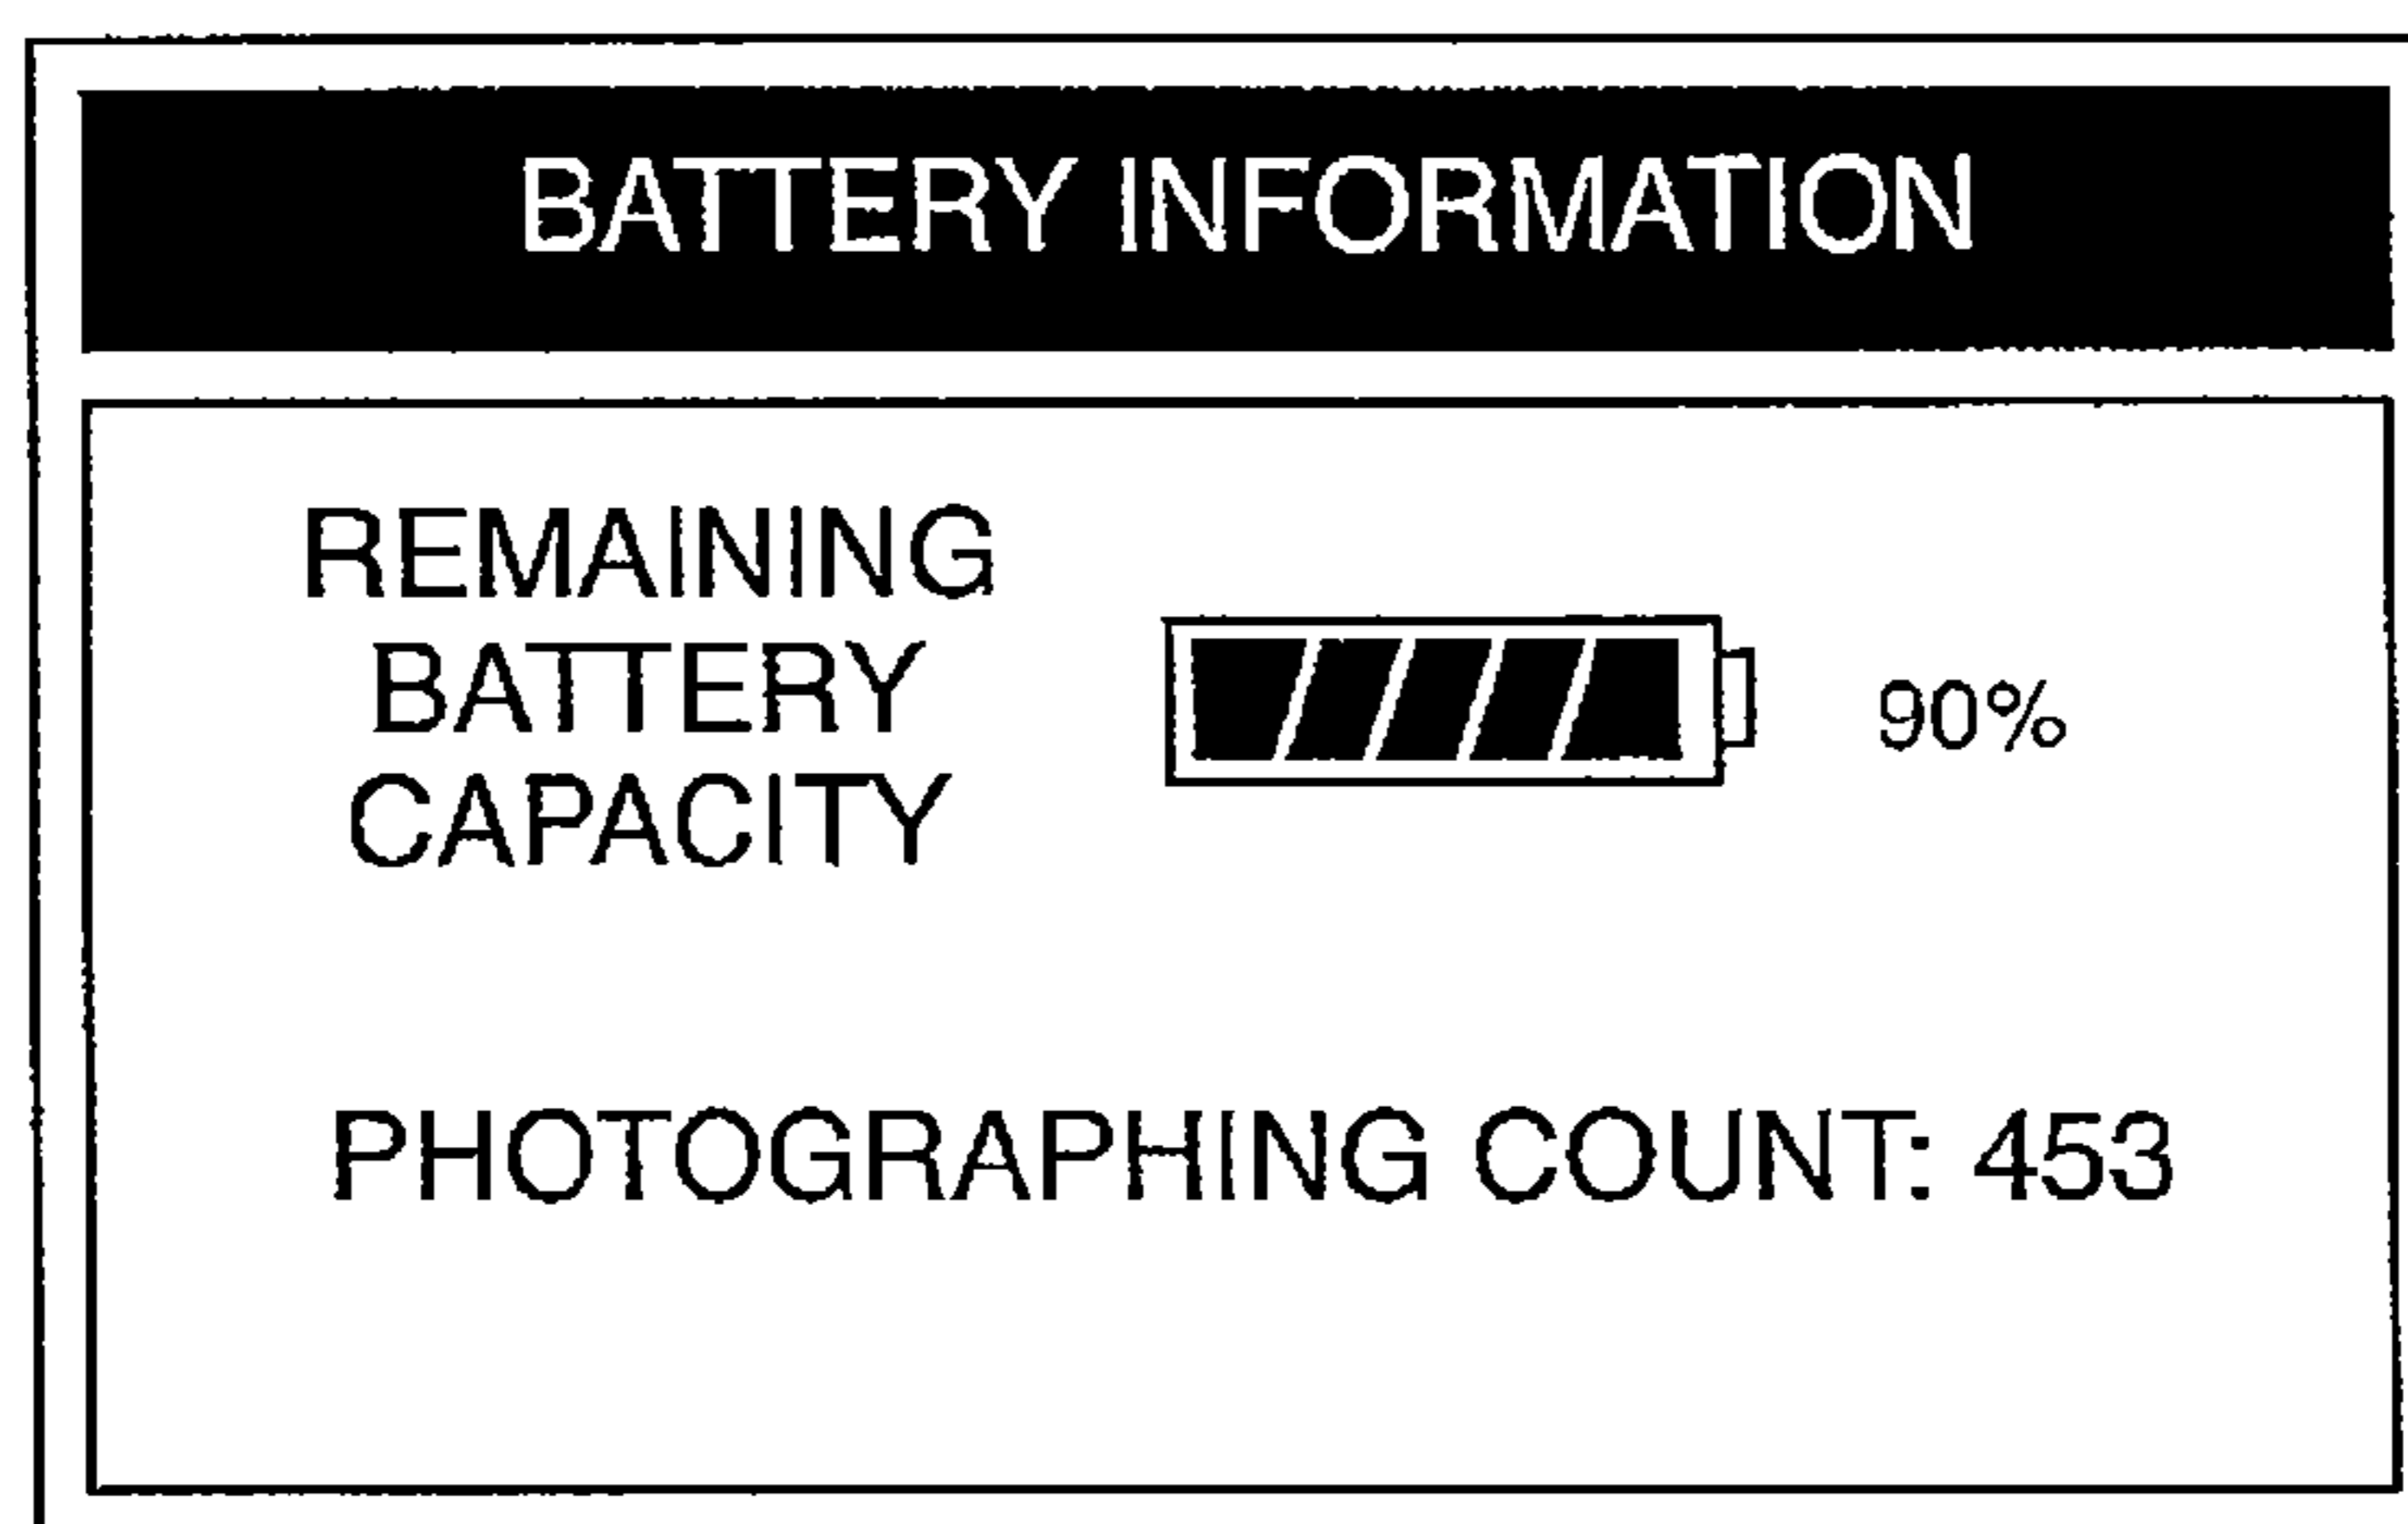 BATTERY INFORMATION
REMAINING
BATTERY
CAPACITY
90%
PHOTOGRAPHING COUNT: 453